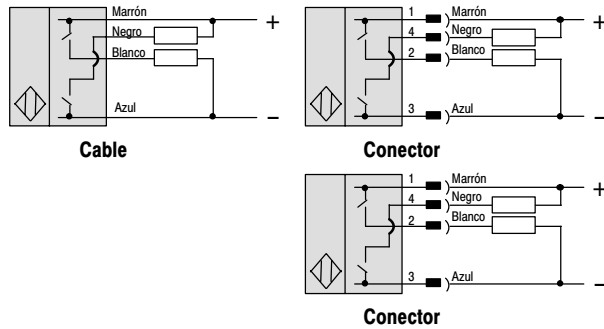 Marrón
+
Negro
Blanco
Azul
−
Cable
1 Marrón
+
4 Negro
2 Blanco
3 Azul
−
Conector
1 Marrón
+
4 Negro
2 Blanco
3 Azul
−
Conector